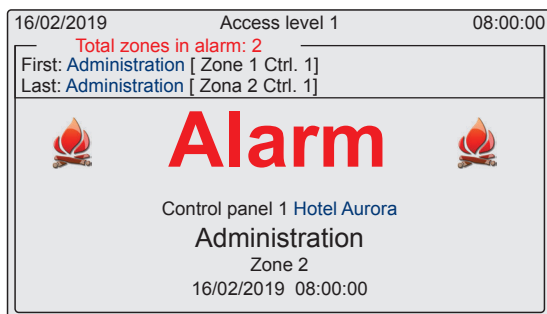 16/02/2019 Access level 1 08:00:00
Total zones in alarm: 2
First: Administration [ Zone 1 Ctrl. 1]
Last: Administration [ Zona 2 Ctrl. 1]
Alarm
Control panel 1 Hotel Aurora
Administration
Zone 2
16/02/2019 08:00:00